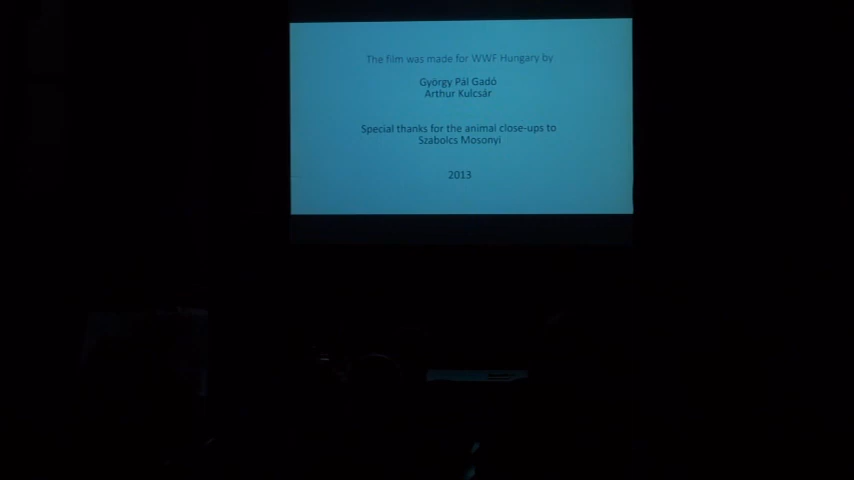 The film was made for WWF Hungary by
György Pál Gadó
Arthur Kulcsár
Special thanks for the animal close-ups to
Szabolcs Mosonyi
2013